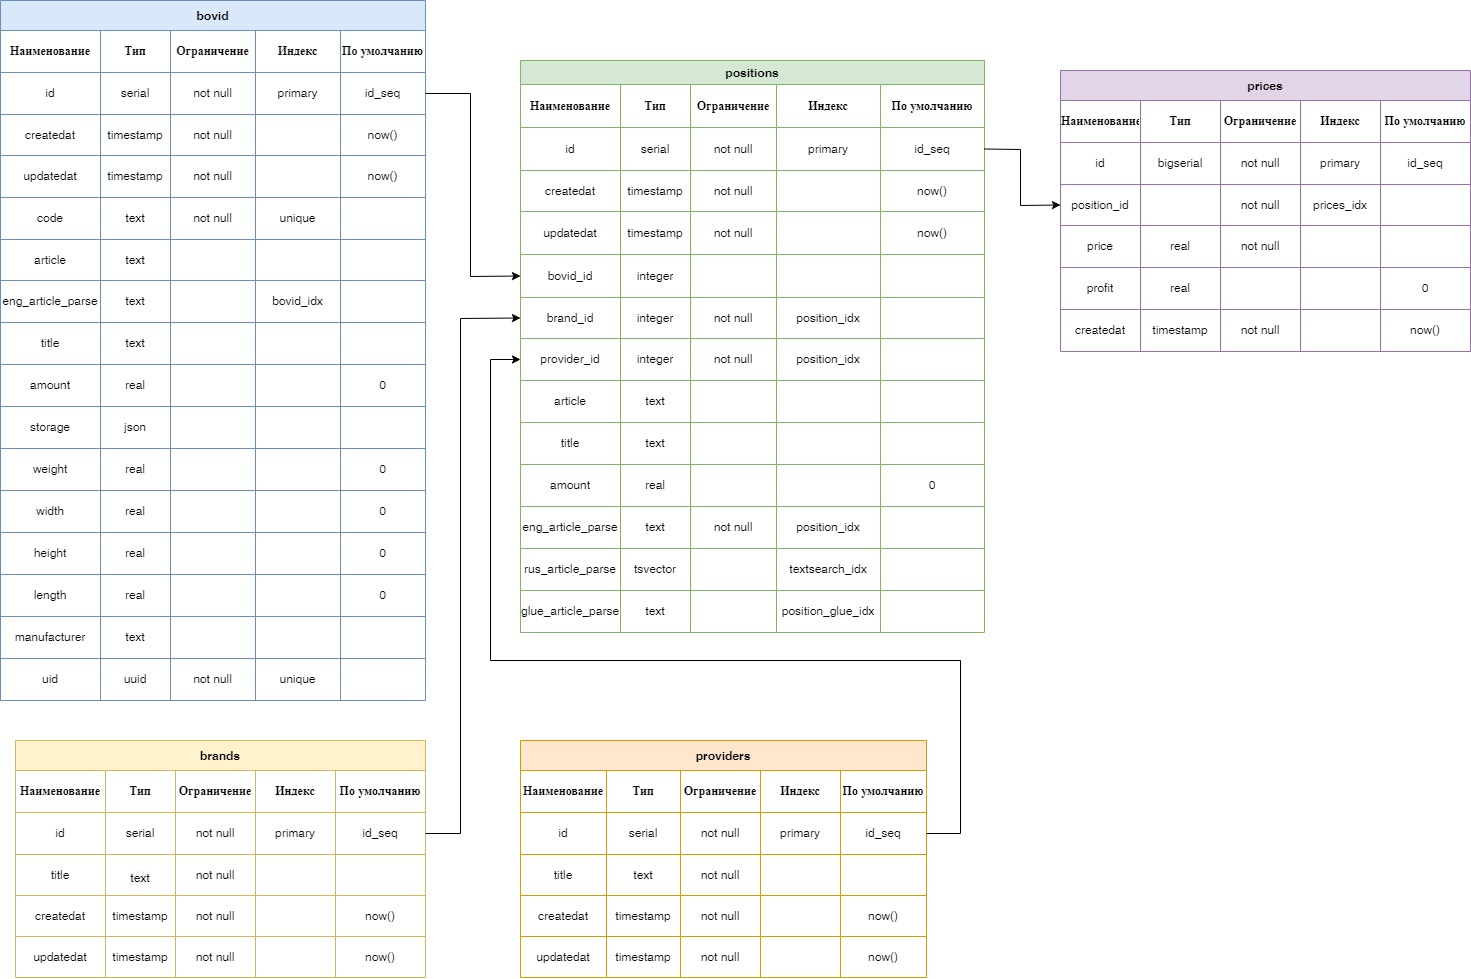 bovid
Наименование Тип Ограничение Индекс По умолчанию
id serial not null primary id_seq
createdat timestamp not null now()
updatedat timestamp not null now()
code text not null unique
article text
eng_article_parse text bovid_idx
title text
amount real 0
storage json
weight real 0
width real 0
height real 0
length real 0
manufacturer text
uid uuid not null unique
positions
Наименование Тип Ограничение Индекс По умолчанию
id serial not null primary id_seq
createdat timestamp not null now()
updatedat timestamp not null now()
bovid_id integer
brand_id integer not null position_idx
provider_id integer not null position_idx
article text
title text
amount real 0
eng_article_parse text not null position_idx
rus_article_parse tsvector textsearch_idx
glue_article_parse text position_glue_idx
prices
Наименование Тип Ограничение Индекс По умолчанию
id bigserial not null primary id_seq
position_id not null prices_idx
price real not null
profit real 0
createdat timestamp not null now()
brands
Наименование Тип Ограничение Индекс По умолчанию
id serial not null primary id_seq
title text not null
createdat timestamp not null now()
updatedat timestamp not null now()
providers
Наименование Тип Ограничение Индекс По умолчанию
id serial not null primary id_seq
title text not null
createdat timestamp not null now()
updatedat timestamp not null now()